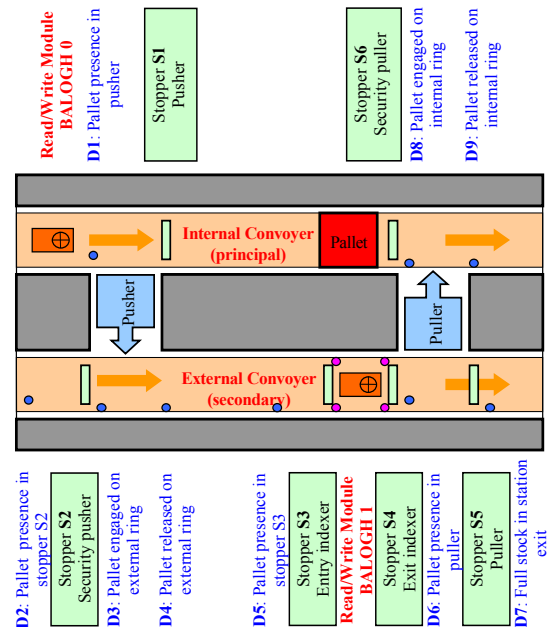 Read/Write Module
BALOGH 0
D1: Pallet presence in
pusher
Stopper S1
Pusher
Stopper S6
Security puller
D8: Pallet engaged on
internal ring
D9: Pallet released on
internal ring
Internal Convoyer
(principal)
Pallet
Pusher
Puller
External Convoyer
(secondary)
D2: Pallet presence in
stopper S2
Stopper S2
Security pusher
D3: Pallet engaged on
external ring
D4: Pallet released on
external ring
D5: Pallet presence in
stopper S3
Stopper S3
Entry indexer
Read/Write Module
BALOGH 1
Stopper S4
Exit indexer
D6: Pallet presence in
puller
Stopper S5
Puller
D7: Full stock in station
exit